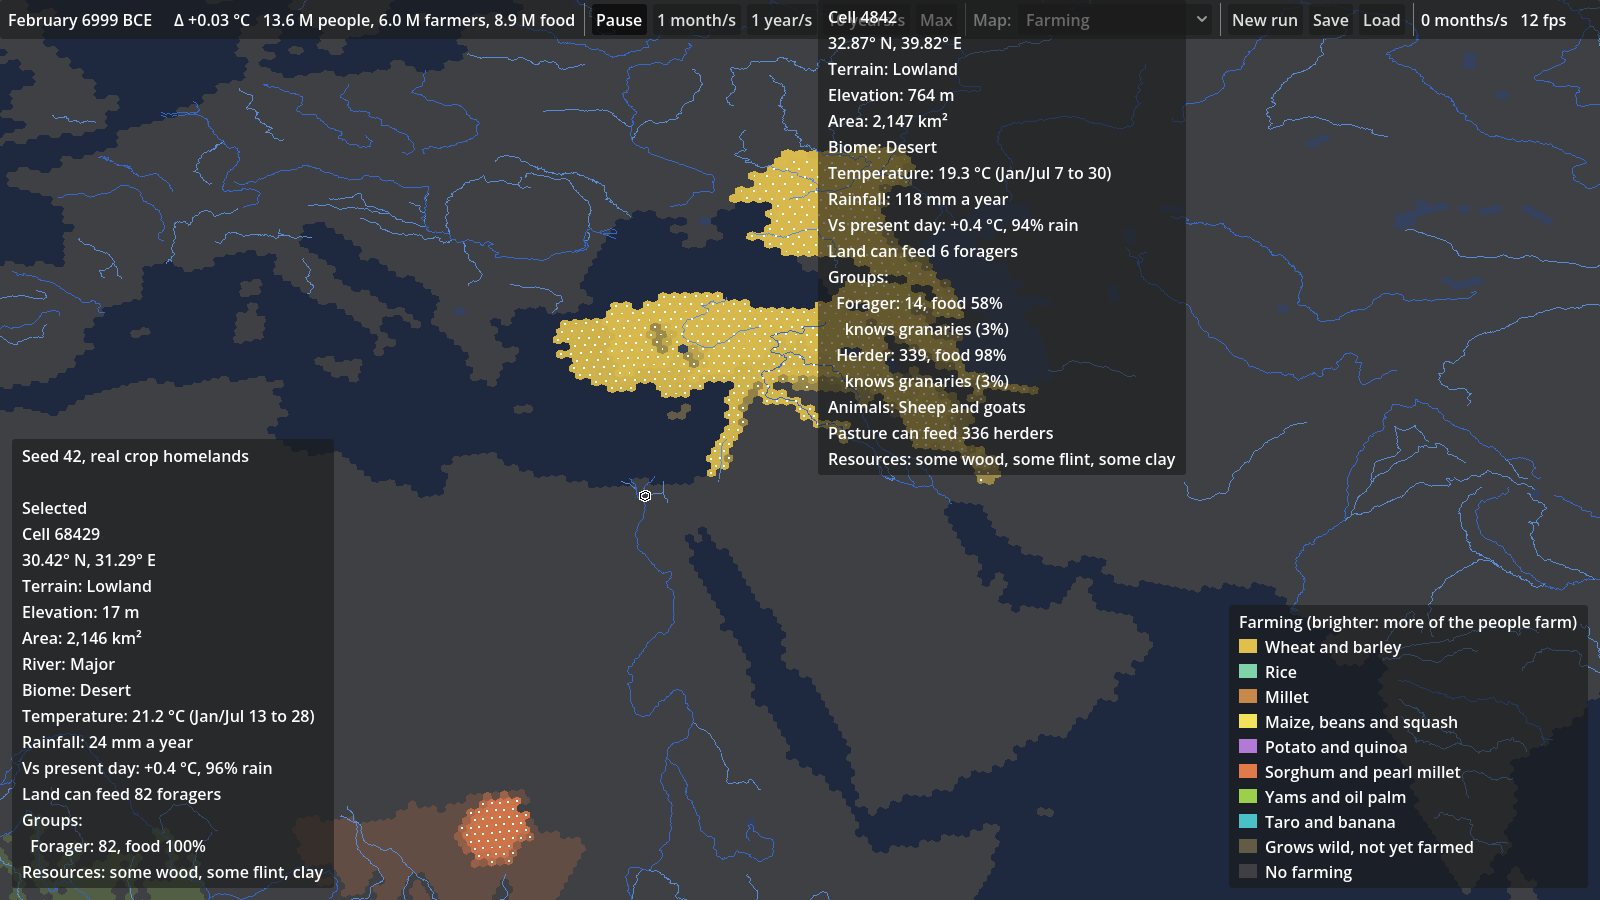 February 6999 BCE
Δ +0.03 °C
13.6 M people, 6.0 M farmers, 8.9 M food
Pause
1 month/s
1 year/s
10 years/s
Max
Map:
Farming
New run
Save
Load
0 months/s
12 fps
Cell 4842
32.87° N, 39.82° E
Terrain: Lowland
Elevation: 764 m
Area: 2,147 km²
Biome: Desert
Temperature: 19.3 °C (Jan/Jul 7 to 30)
Rainfall: 118 mm a year
Vs present day: +0.4 °C, 94% rain
Land can feed 6 foragers
Groups:
Forager: 14, food 58%
knows granaries (3%)
Herder: 339, food 98%
knows granaries (3%)
Animals: Sheep and goats
Pasture can feed 336 herders
Resources: some wood, some flint, some clay
Seed 42, real crop homelands
Selected
Cell 68429
30.42° N, 31.29° E
Terrain: Lowland
Elevation: 17 m
Area: 2,146 km²
River: Major
Biome: Desert
Temperature: 21.2 °C (Jan/Jul 13 to 28)
Rainfall: 24 mm a year
Vs present day: +0.4 °C, 96% rain
Land can feed 82 foragers
Groups:
Forager: 82, food 100%
Resources: some wood, some flint, clay
Farming (brighter: more of the people farm)
Wheat and barley
Rice
Millet
Maize, beans and squash
Potato and quinoa
Sorghum and pearl millet
Yams and oil palm
Taro and banana
Grows wild, not yet farmed
No farming